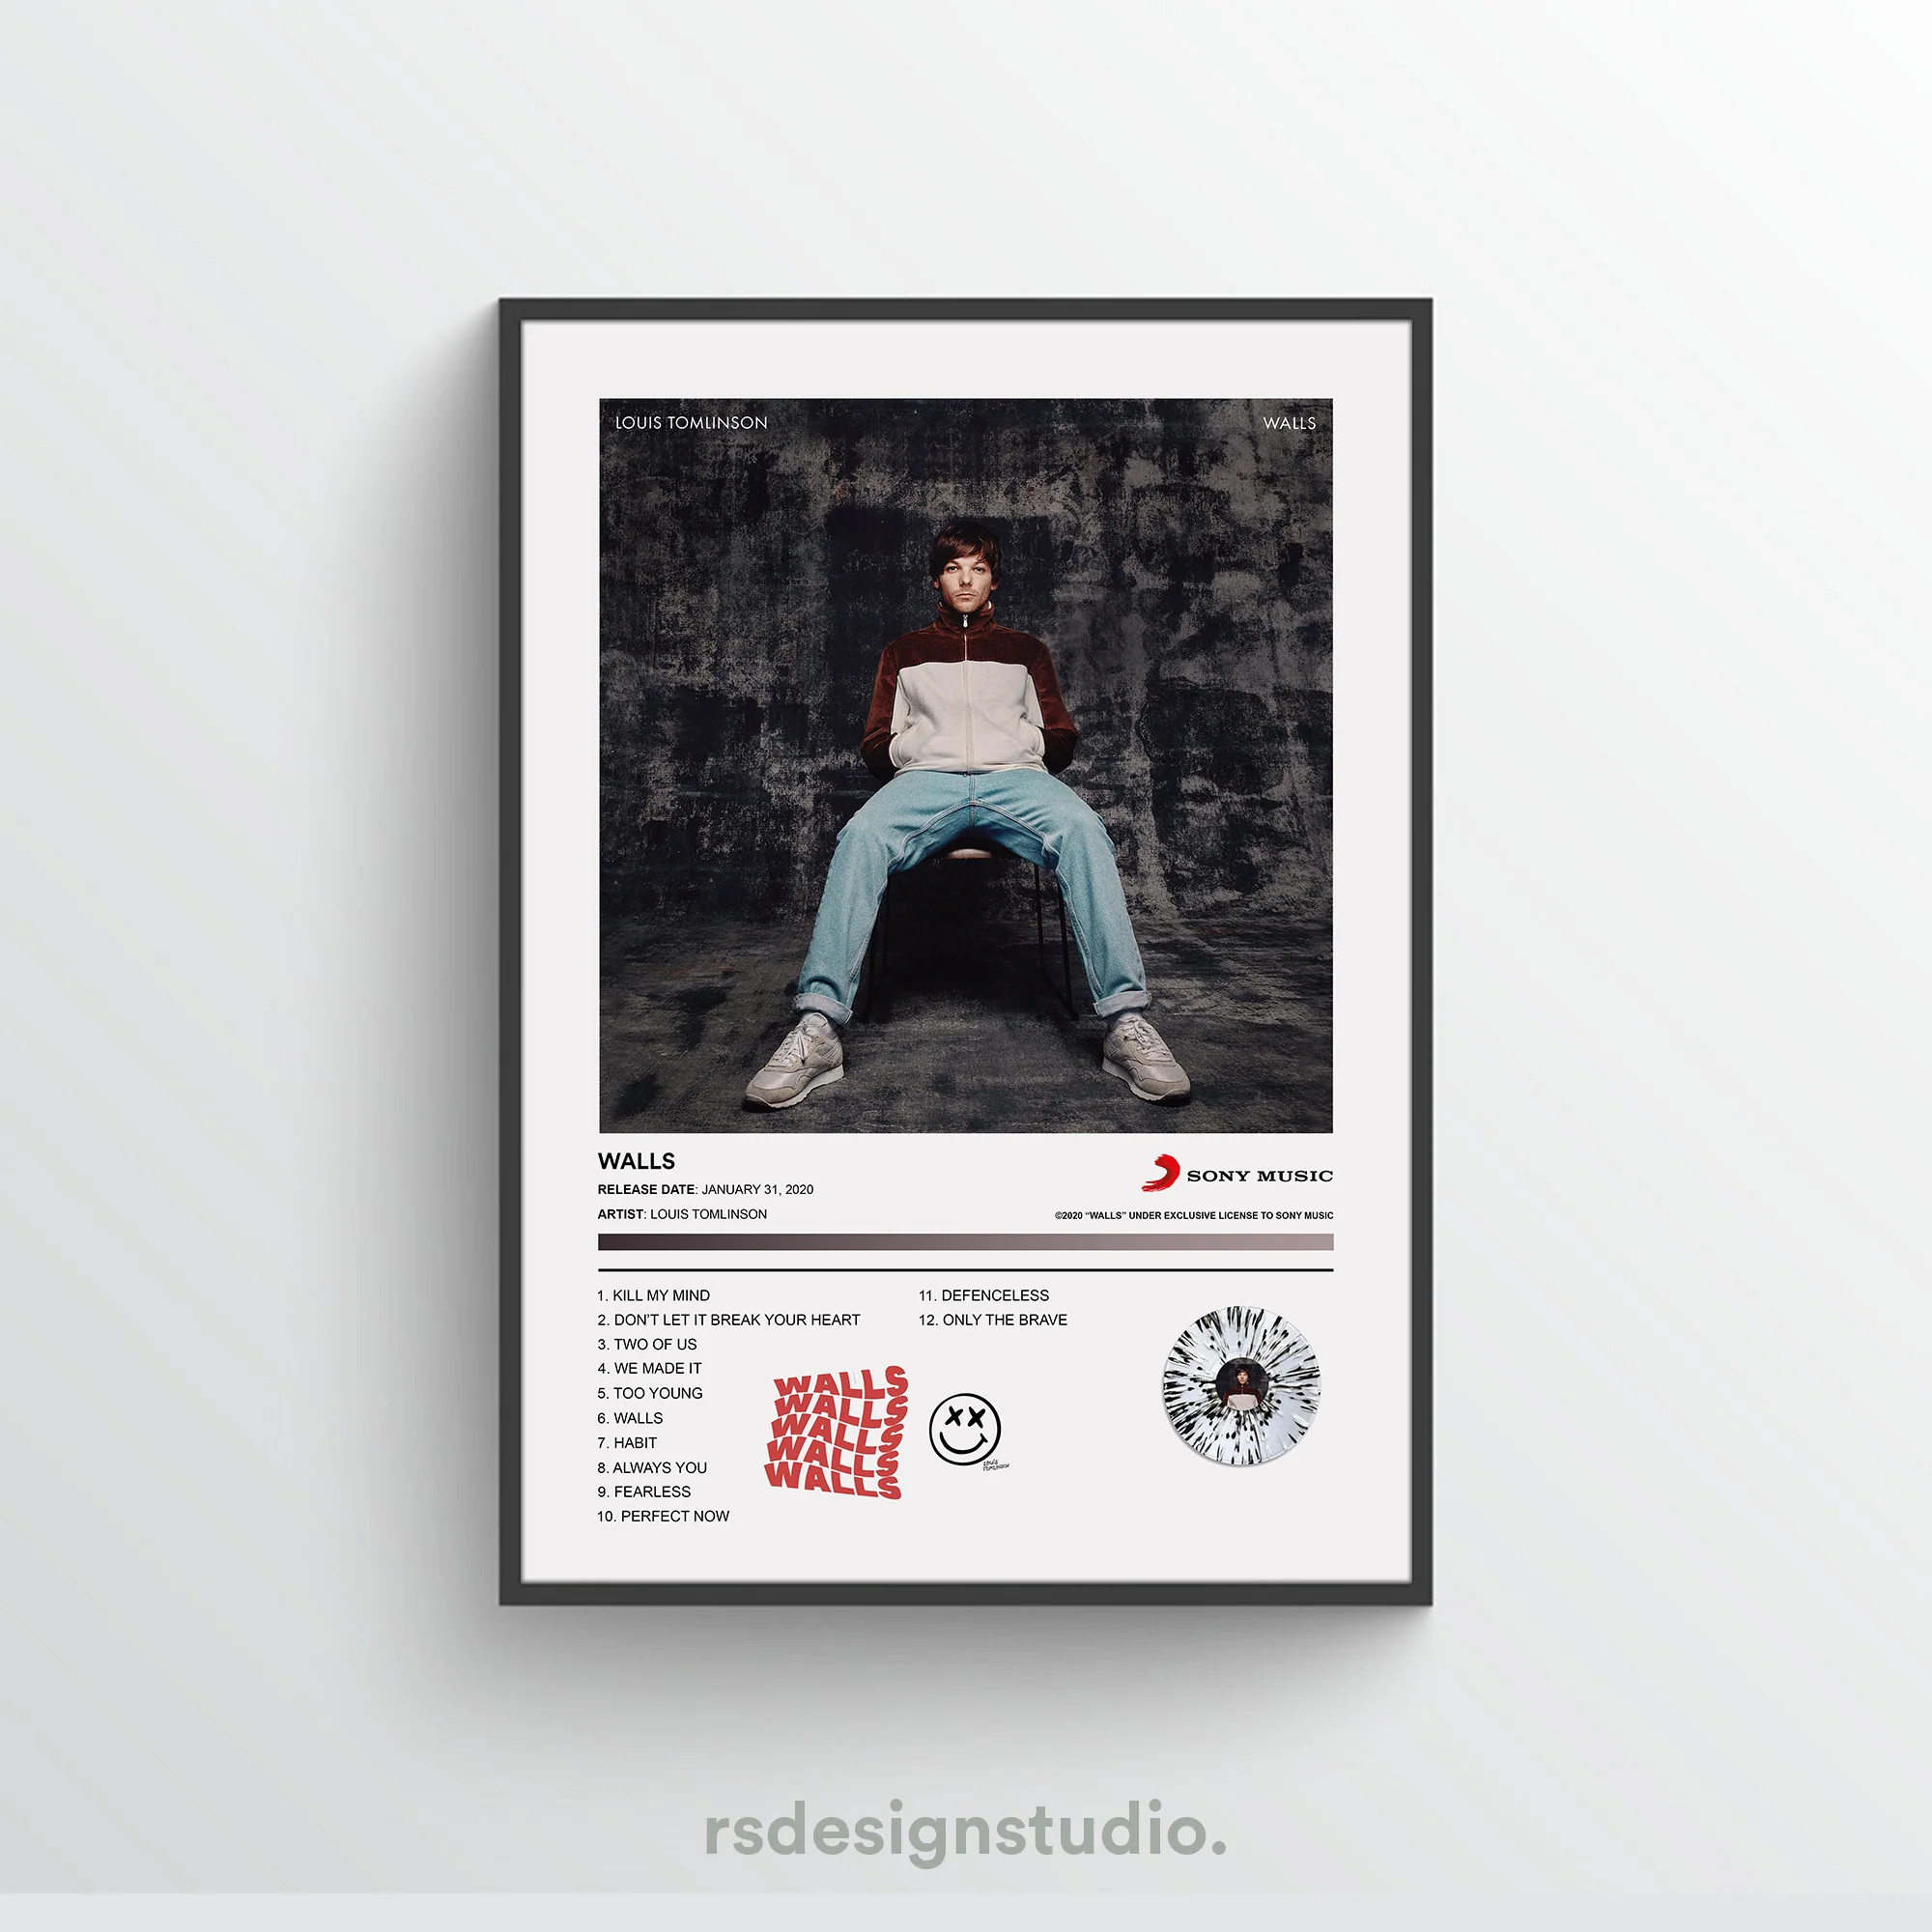 LOUIS TOMLINSON
WALLS
WALLS
RELEASE DATE: JANUARY 31, 2020
ARTIST: LOUIS TOMLINSON
SONY MUSIC
©2020 “WALLS” UNDER EXCLUSIVE LICENSE TO SONY MUSIC
1. KILL MY MIND
2. DON'T LET IT BREAK YOUR HEART
3. TWO OF US
4. WE MADE IT
5. TOO YOUNG
6. WALLS
7. HABIT
8. ALWAYS YOU
9. FEARLESS
10. PERFECT NOW
11. DEFENCELESS
12. ONLY THE BRAVE
WALLS
WALLS
WALLS
WALLS
WALLS
LOUIS
TOMLINSON
rsdesignstudio.